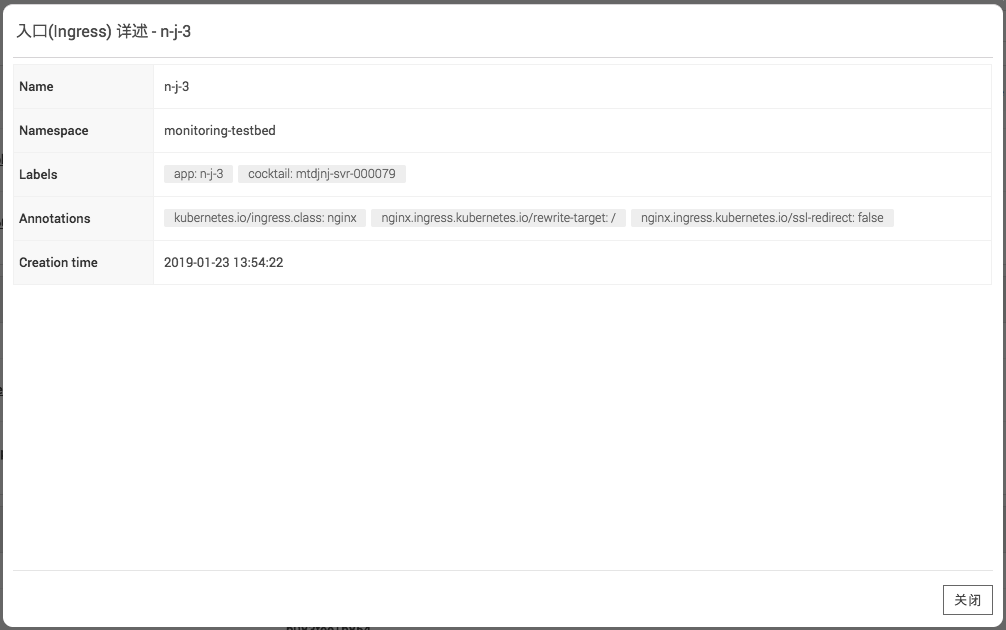 入口(Ingress) 详述 - n-j-3
Name n-j-3
Namespace monitoring-testbed
Labels app: n-j-3 cocktail: mtdjnj-svr-000079
Annotations kubernetes.io/ingress.class: nginx nginx.ingress.kubernetes.io/rewrite-target: / nginx.ingress.kubernetes.io/ssl-redirect: false
Creation time 2019-01-23 13:54:22
关闭